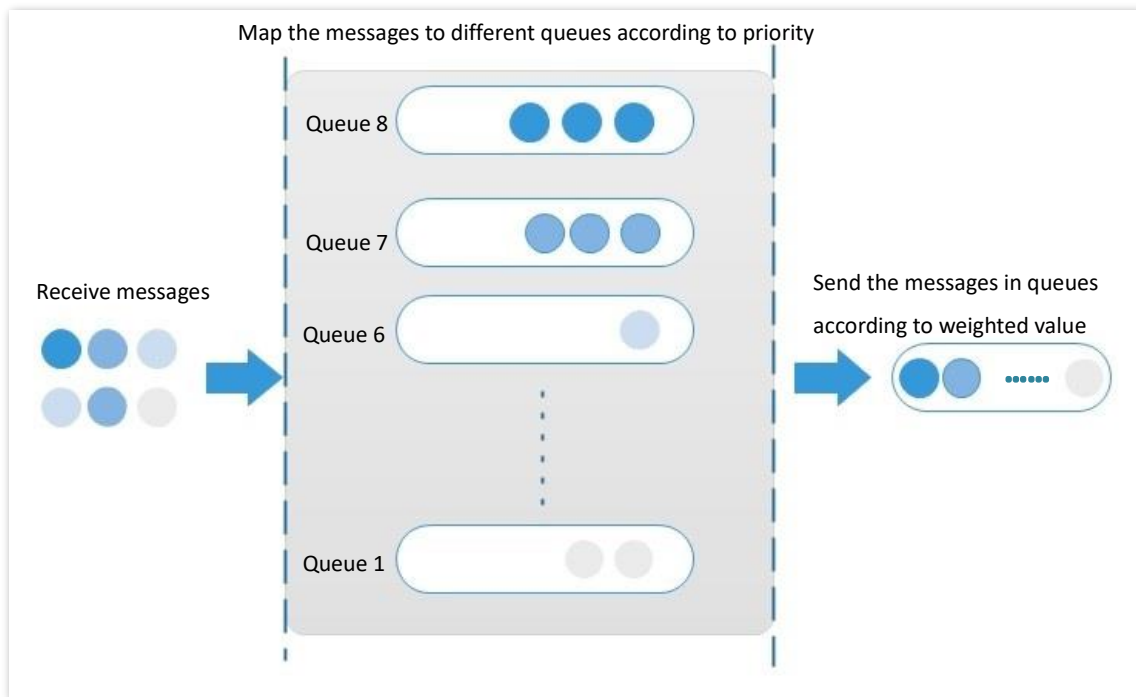 Map the messages to different queues according to priority
Queue 8
Queue 7
Receive messages
Queue 6
Send the messages in queues
according to weighted value
Queue 1